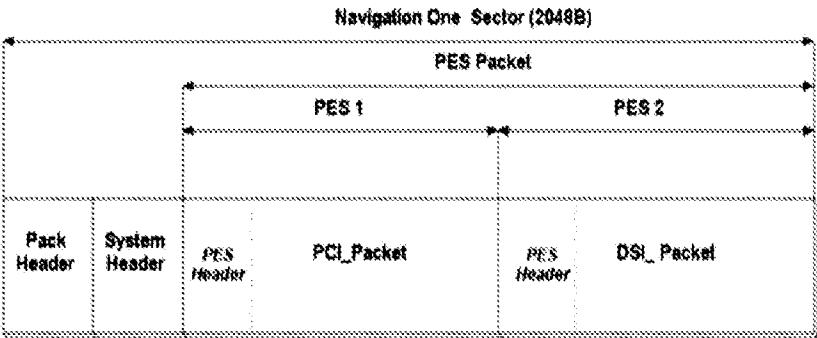 Navigation One Sector (2048B)
PES Packet
PES 1
PES 2
Pack Header
System Header
PES Header
PCI_Packet
PES Header
DSI_ Packet